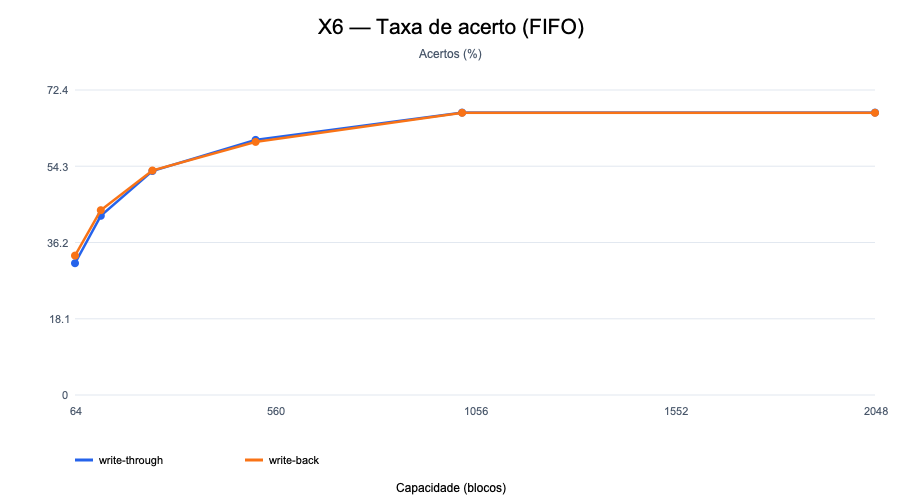 X6 — Taxa de acerto (FIFO)
Acertos (%)
72.4
54.3
36.2
18.1
0
64 560 1056 1552 2048
write-through write-back
Capacidade (blocos)